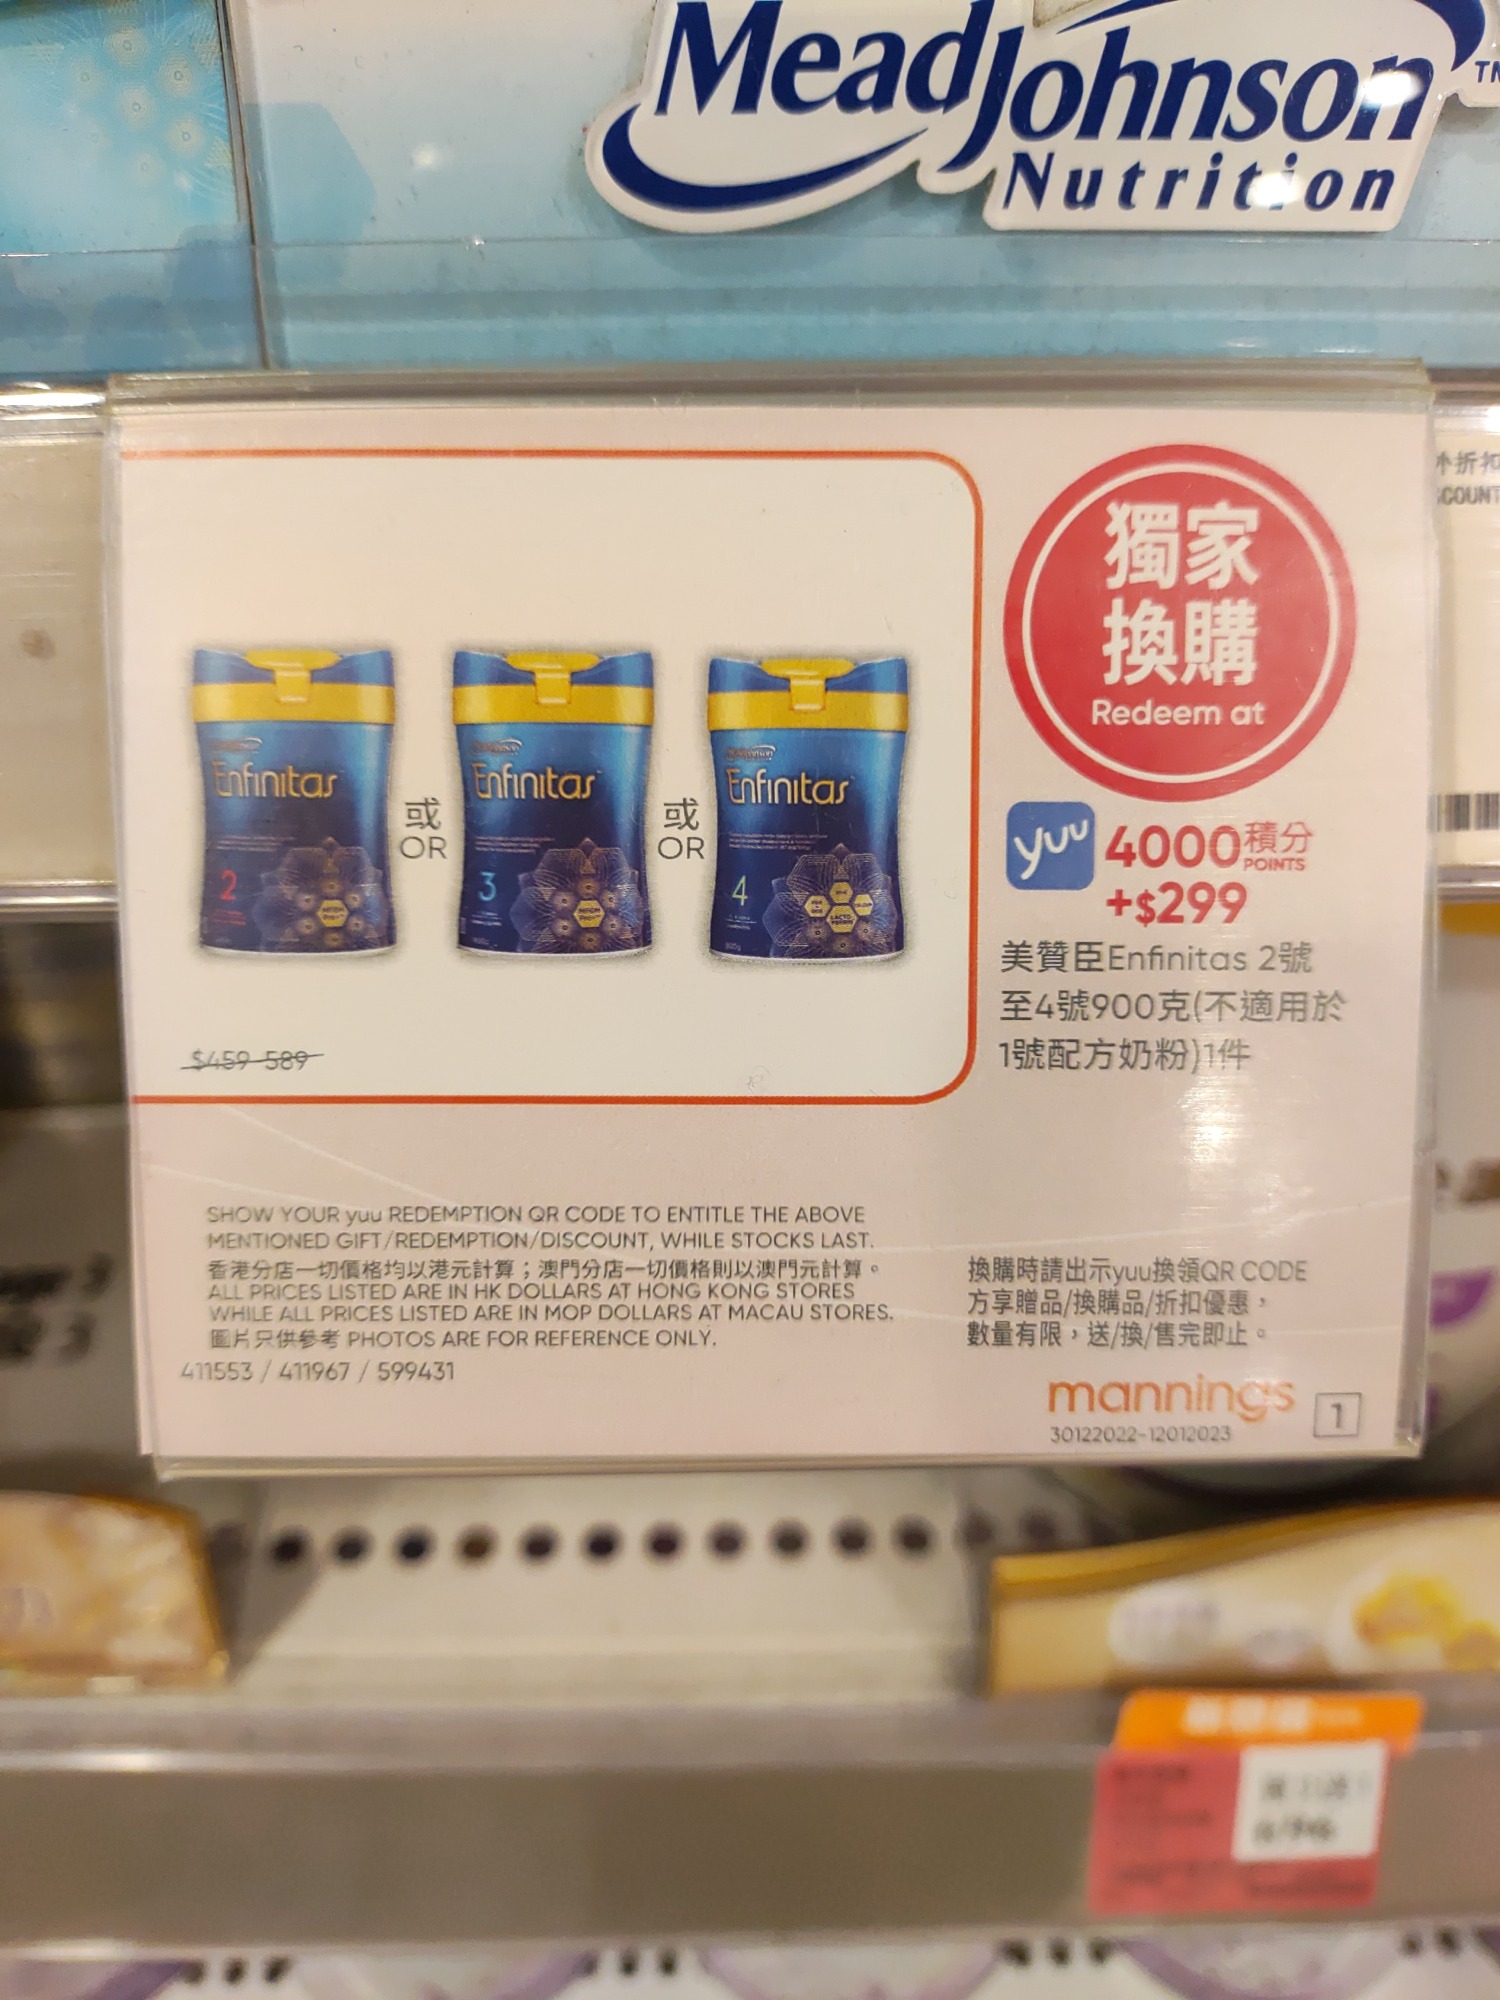 MeadJohnson
Nutrition
外折扣
獨家
換購
Redeem at
Enfinitas
2
或
OR
Enfinitas
3
或
OR
Enfinitas
4
yuu 4000積分
POINTS
+$299
美贊臣Enfinitas 2號
至4號900克(不適用於
1號配方奶粉)1件
$459-589
SHOW YOUR yuu REDEMPTION QR CODE TO ENTITLE THE ABOVE
MENTIONED GIFT/REDEMPTION/DISCOUNT, WHILE STOCKS LAST.
香港分店一切價格均以港元計算；澳門分店一切價格則以澳門元計算。
ALL PRICES LISTED ARE IN HK DOLLARS AT HONG KONG STORES
WHILE ALL PRICES LISTED ARE IN MOP DOLLARS AT MACAU STORES.
圖片只供參考 PHOTOS ARE FOR REFERENCE ONLY.
411553 / 411967 / 599431
換購時請出示yuu換領QR CODE
方享贈品/換購品/折扣優惠，
數量有限，送/換/售完即止。
mannings 1
30122022-12012023